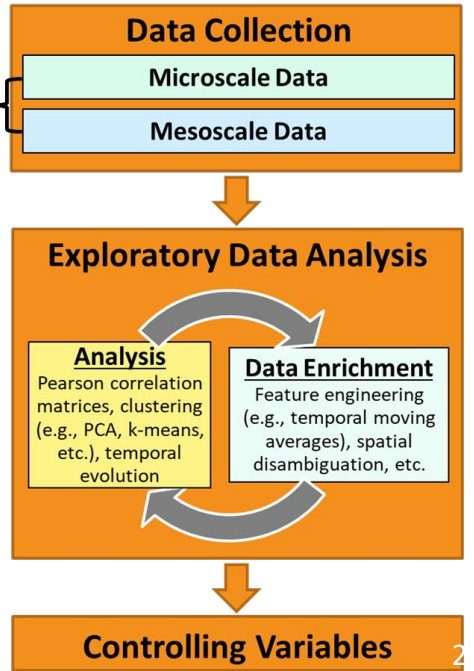 Data Collection
Microscale Data
Mesoscale Data
Exploratory Data Analysis
Analysis
Pearson correlation
matrices, clustering
(e.g., PCA, k-means,
etc.), temporal
evolution
Data Enrichment
Feature engineering
(e.g., temporal moving
averages), spatial
disambiguation, etc.
Controlling Variables
2